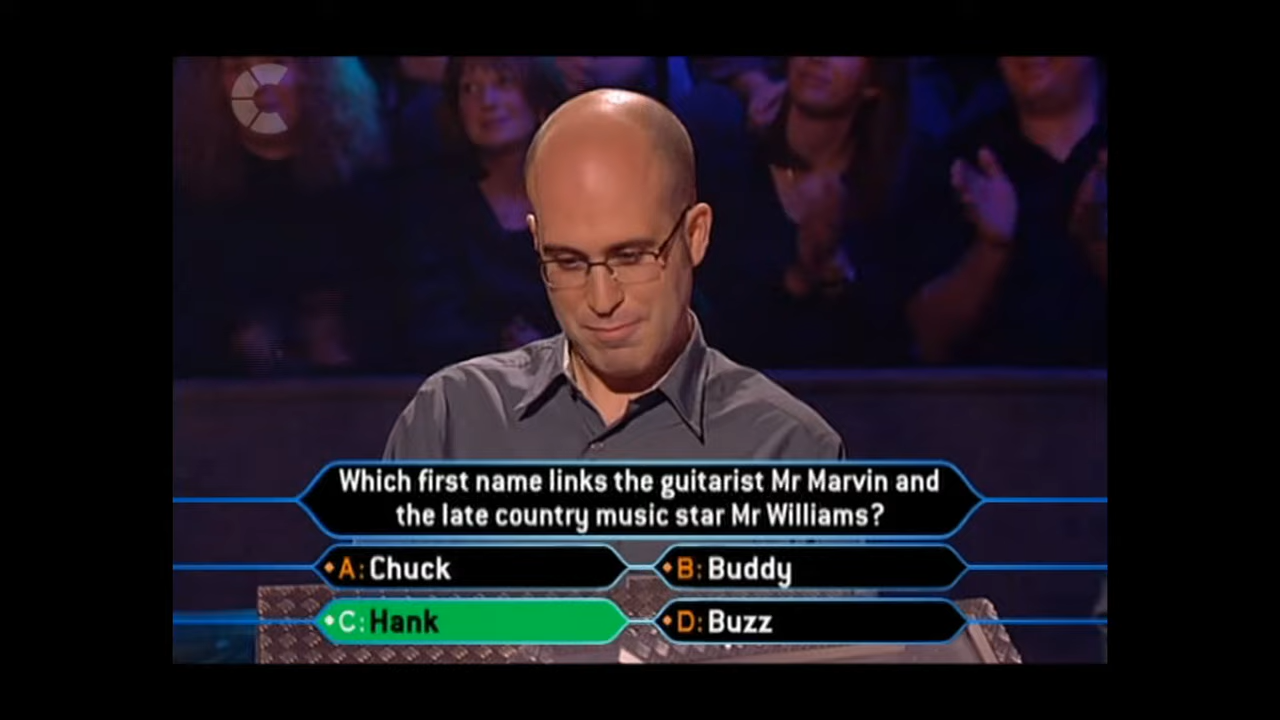 Which first name links the guitarist Mr Marvin and
the late country music star Mr Williams?
A: Chuck
B: Buddy
C: Hank
D: Buzz